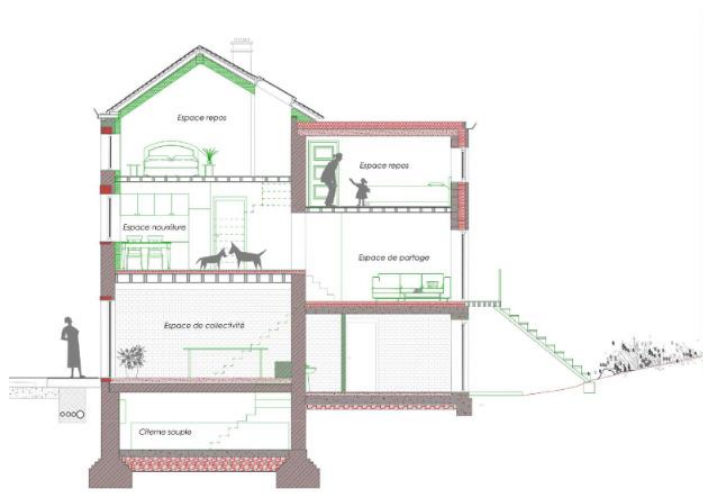 Espace repos
Espace repos
Espace nourriture
Espace de partage
Espace de collectivité
Citerne souple